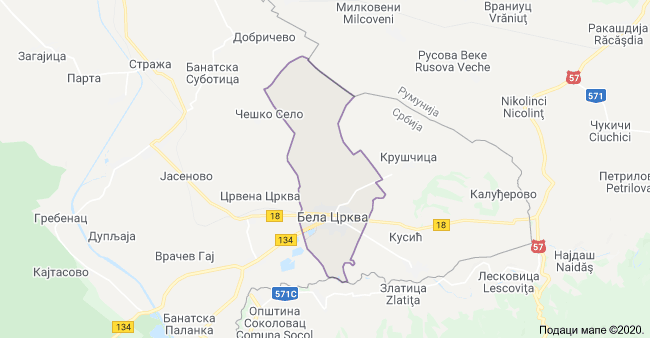 Милковени
Milcoveni
Враниуц
Vrăniuț
Ракашдија
Răcășdia
Добричево
Загајица
Стража
Банатска
Суботица
Парта
Русова Веке
Rusova Veche
57
571
Румунија
Србија
Nikolinci
Nicolinț
Чукичи
Ciuchici
Чешко Село
Крушчица
Јасеново
Црвена Црква
Калуђерово
Петрилова
Petrilova
Гребенац
18
Бела Црква
18
134
Кусић
57
Дупљаја
Врачев Гај
Најдаш
Naidăș
Кајтасово
571C
Златица
Zlatița
Лесковица
Lescovița
Општина
Соколовац
Comuna Socol
Банатска
Паланка
134
Подаци мапе ©2020.